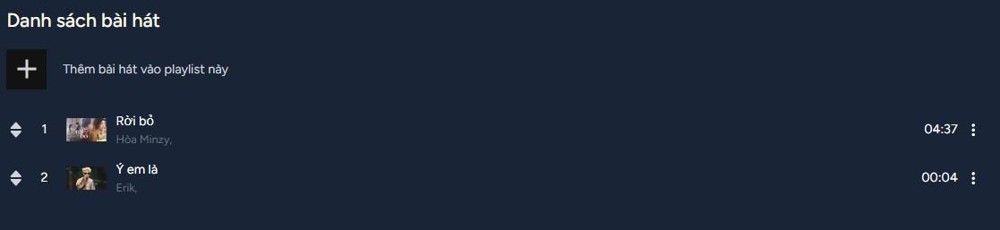 Danh sách bài hát
Thêm bài hát vào playlist này
1 Rời bỏ 04:37
Hòa Minzy,
2 Ý em là 00:04
Erik,